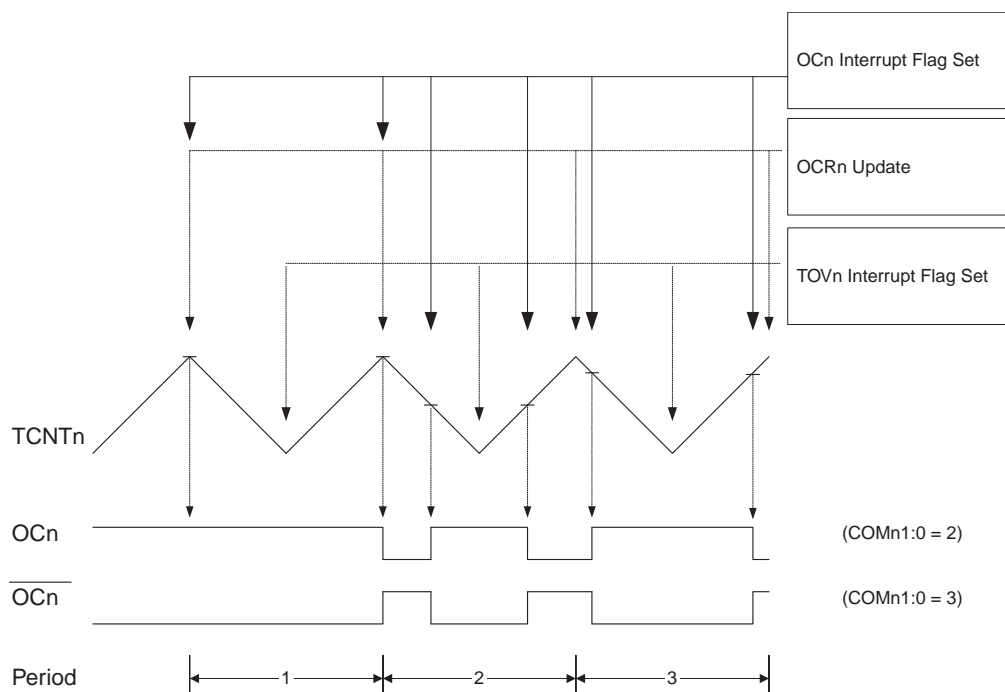 OCn Interrupt Flag Set
OCRn Update
TOVn Interrupt Flag Set
TCNTn
OCn
(COMn1:0 = 2)
OCn
(COMn1:0 = 3)
Period
1
2
3